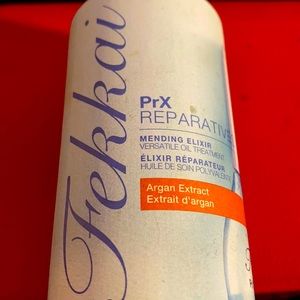 Fekkai
PrX
REPARATIVE
MENDING ELIXIR
VERSATILE OIL TREATMENT
ÉLIXIR RÉPARATEUR
HUILE DE SOIN POLYVALENTE
Argan Extract
Extrait d'argan